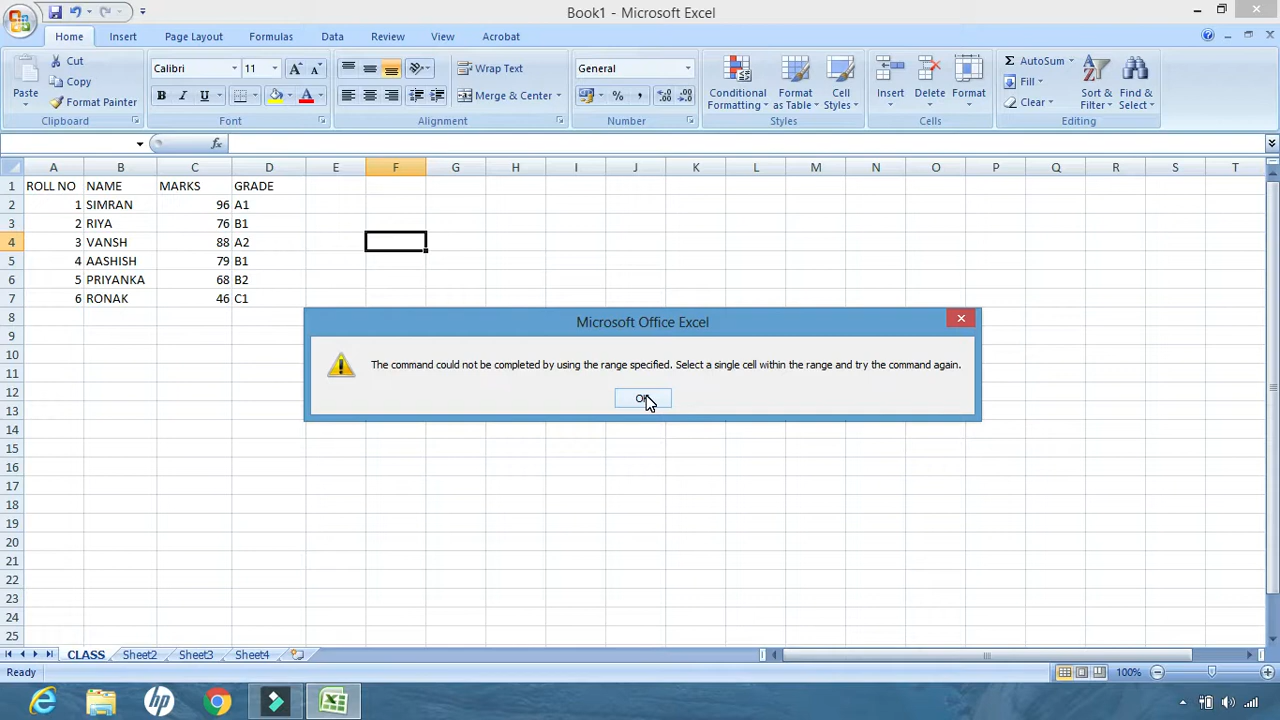 Book1 - Microsoft Excel
Home Insert Page Layout Formulas Data Review View Acrobat
Paste
Cut
Copy
Format Painter
Clipboard
Calibri 11
B I U
Font
Wrap Text
Merge & Center
Alignment
General
% ,
Number
Conditional Formatting
Format as Table
Cell Styles
Styles
Insert Delete Format
Cells
Σ AutoSum
Fill
Clear
Sort & Filter
Find & Select
Editing
fx
A B C D E F G H I J K L M N O P Q R S T
1 ROLL NO NAME MARKS GRADE
2 1 SIMRAN 96 A1
3 2 RIYA 76 B1
4 3 VANSH 88 A2
5 4 AASHISH 79 B1
6 5 PRIYANKA 68 B2
7 6 RONAK 46 C1
8
9
10
11
12
13
14
15
16
17
18
19
20
21
22
23
24
25
Microsoft Office Excel
The command could not be completed by using the range specified. Select a single cell within the range and try the command again.
OK
CLASS Sheet2 Sheet3 Sheet4
Ready
100%
hp